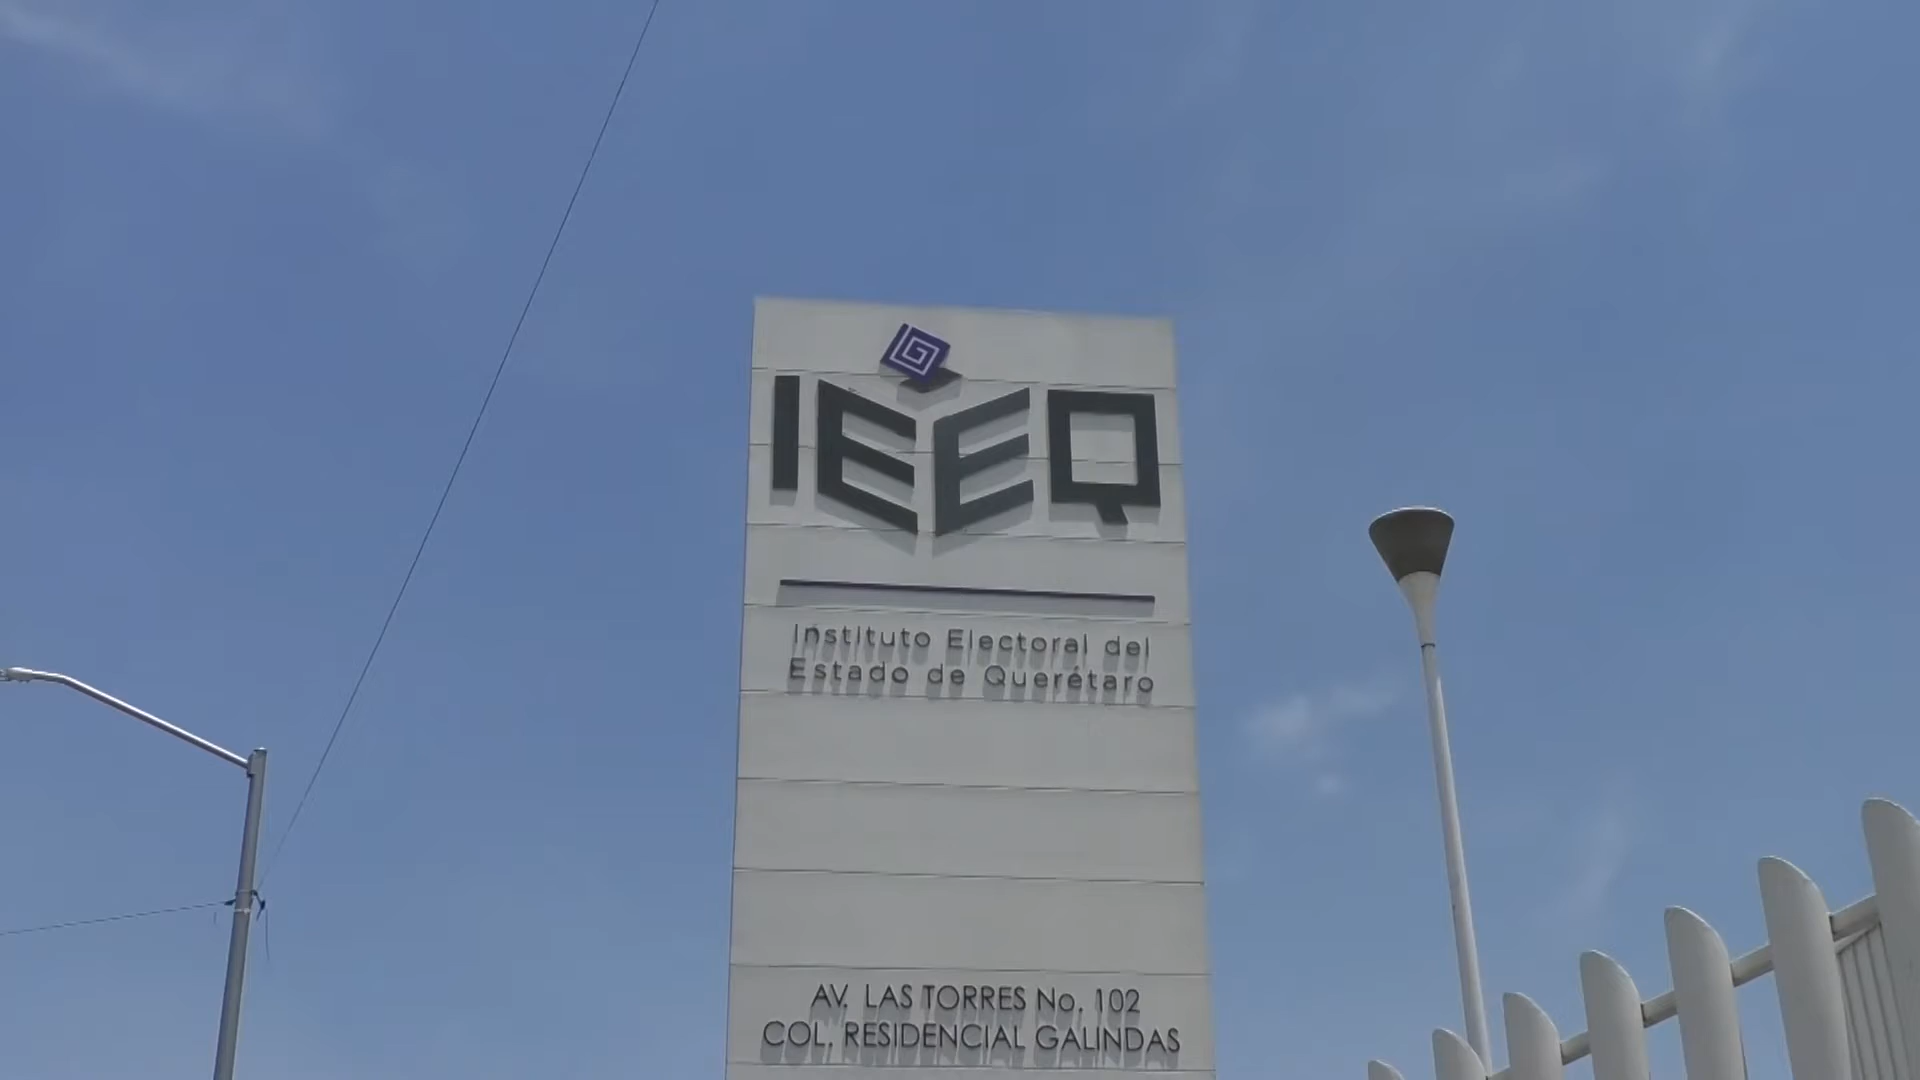 IEEQ
Instituto Electoral del
Estado de Querétaro
AV. LAS TORRES No. 102
COL. RESIDENCIAL GALINDAS